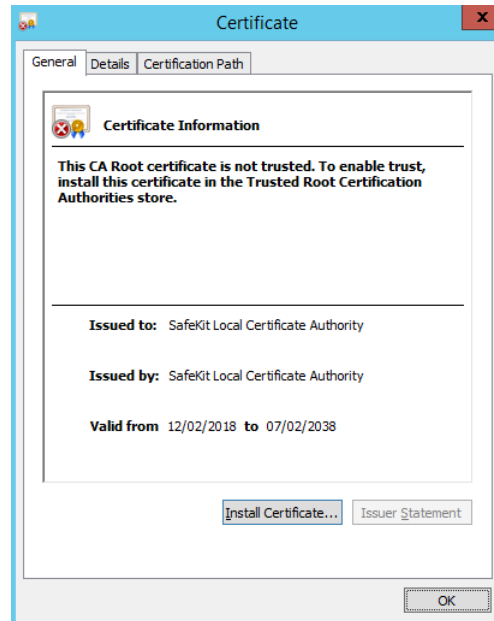 Certificate
x
General Details Certification Path
Certificate Information
This CA Root certificate is not trusted. To enable trust,
install this certificate in the Trusted Root Certification
Authorities store.
Issued to: SafeKit Local Certificate Authority
Issued by: SafeKit Local Certificate Authority
Valid from 12/02/2018 to 07/02/2038
Install Certificate... Issuer Statement
OK